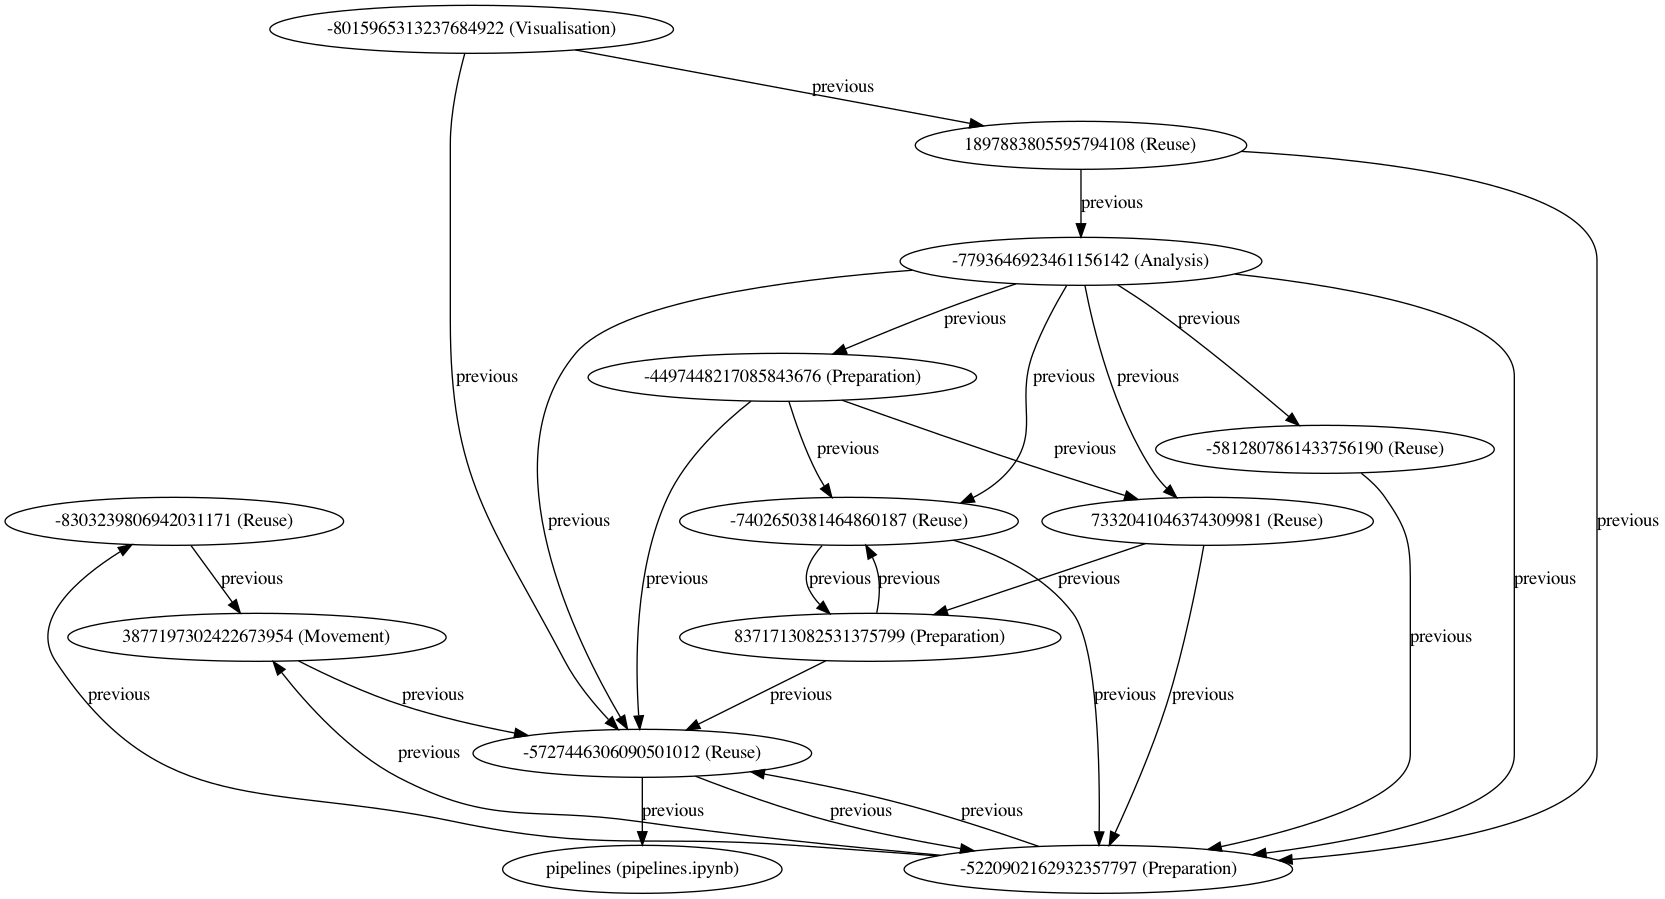 -8015965313237684922 (Visualisation)
previous
1897883805595794108 (Reuse)
previous
-7793646923461156142 (Analysis)
previous
previous
previous
-4497448217085843676 (Preparation)
previous
previous
previous
previous
previous
-5812807861433756190 (Reuse)
-8303239806942031171 (Reuse)
previous
-7402650381464860187 (Reuse)
7332041046374309981 (Reuse)
previous
previous
previous
previous
previous
previous
3877197302422673954 (Movement)
8371713082531375799 (Preparation)
previous
previous
previous
previous
previous
previous
previous
-5727446306090501012 (Reuse)
previous
previous
previous
pipelines (pipelines.ipynb)
-5220902162932357797 (Preparation)